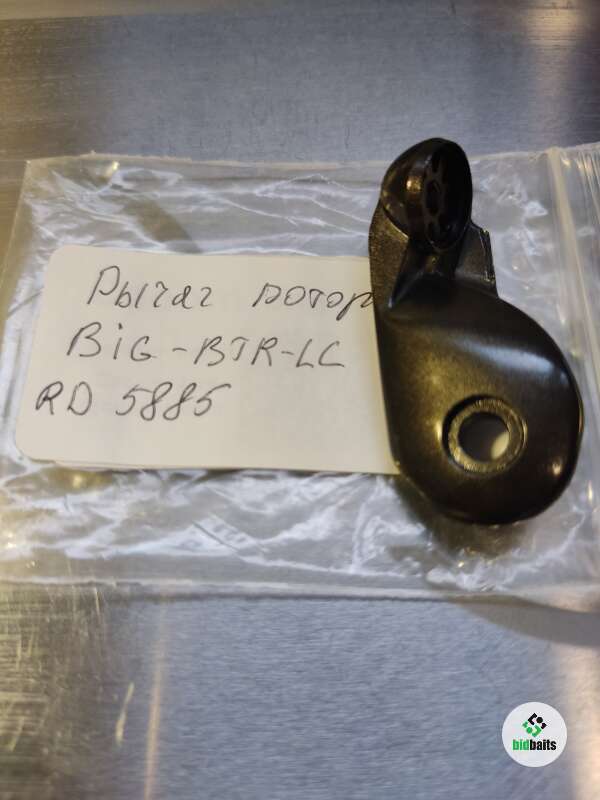 Рычаг ротор
BiG-BTR-LC
RD 5885
bidbaits